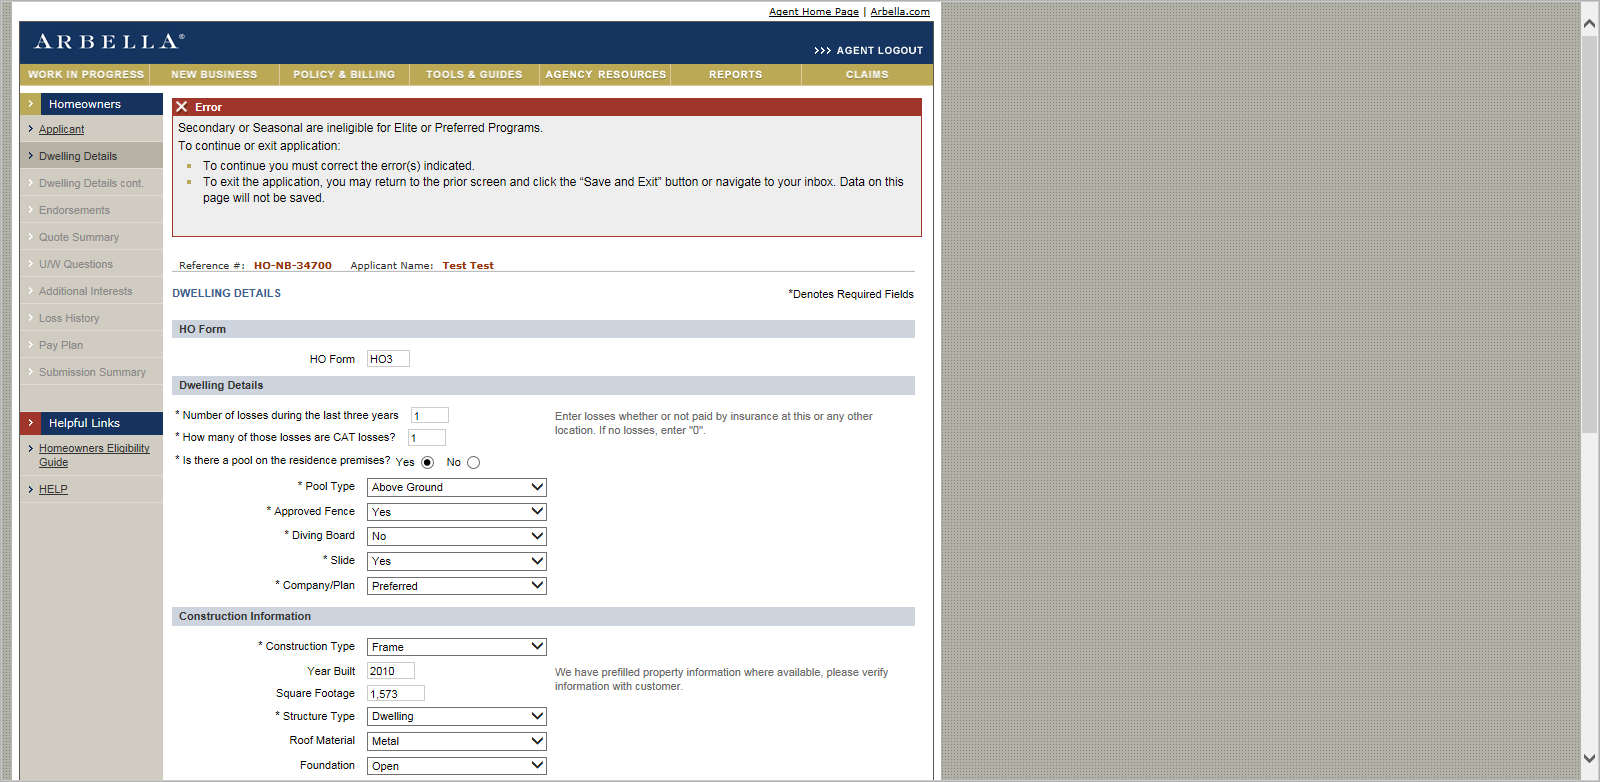 Agent Home Page | Arbella.com
ARBELLA®
>>> AGENT LOGOUT
WORK IN PROGRESS NEW BUSINESS POLICY & BILLING TOOLS & GUIDES AGENCY RESOURCES REPORTS CLAIMS
Homeowners
Applicant
Dwelling Details
Dwelling Details cont.
Endorsements
Quote Summary
U/W Questions
Additional Interests
Loss History
Pay Plan
Submission Summary
Helpful Links
Homeowners Eligibility
Guide
HELP
Error
Secondary or Seasonal are ineligible for Elite or Preferred Programs.
To continue or exit application:
To continue you must correct the error(s) indicated.
To exit the application, you may return to the prior screen and click the “Save and Exit” button or navigate to your inbox. Data on this
page will not be saved.
Reference #: HO-NB-34700 Applicant Name: Test Test
DWELLING DETAILS
*Denotes Required Fields
HO Form
HO Form HO3
Dwelling Details
* Number of losses during the last three years 1
Enter losses whether or not paid by insurance at this or any other
location. If no losses, enter "0".
* How many of those losses are CAT losses? 1
* Is there a pool on the residence premises? Yes No
* Pool Type Above Ground
* Approved Fence Yes
* Diving Board No
* Slide Yes
* Company/Plan Preferred
Construction Information
* Construction Type Frame
Year Built 2010
We have prefilled property information where available, please verify
information with customer.
Square Footage 1,573
* Structure Type Dwelling
Roof Material Metal
Foundation Open